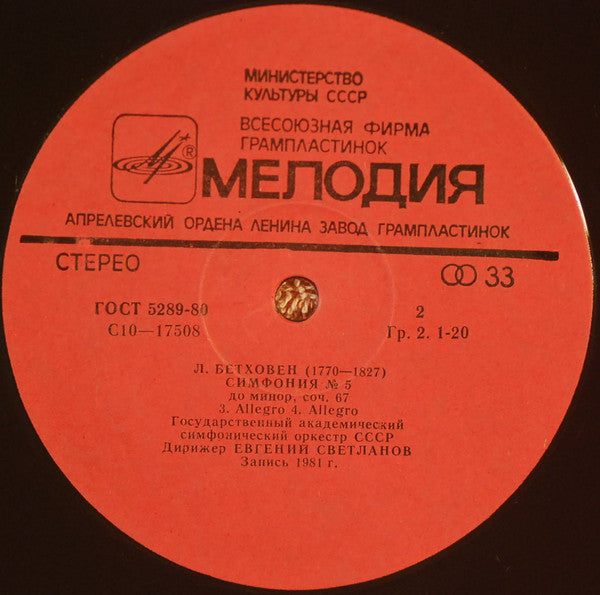 МИНИСТЕРСТВО
КУЛЬТУРЫ СССР
ВСЕСОЮЗНАЯ ФИРМА
ГРАМПЛАСТИНОК
®
МЕЛОДИЯ
АПРЕЛЕВСКИЙ ОРДЕНА ЛЕНИНА ЗАВОД ГРАМПЛАСТИНОК
СТЕРЕО 33
ГОСТ 5289-80 2
С10—17508 Гр. 2. 1-20
Л. БЕТХОВЕН (1770—1827)
СИМФОНИЯ № 5
до минор, соч. 67
3. Allegro 4. Allegro
Государственный академический
симфонический оркестр СССР
Дирижер ЕВГЕНИЙ СВЕТЛАНОВ
Запись 1981 г.